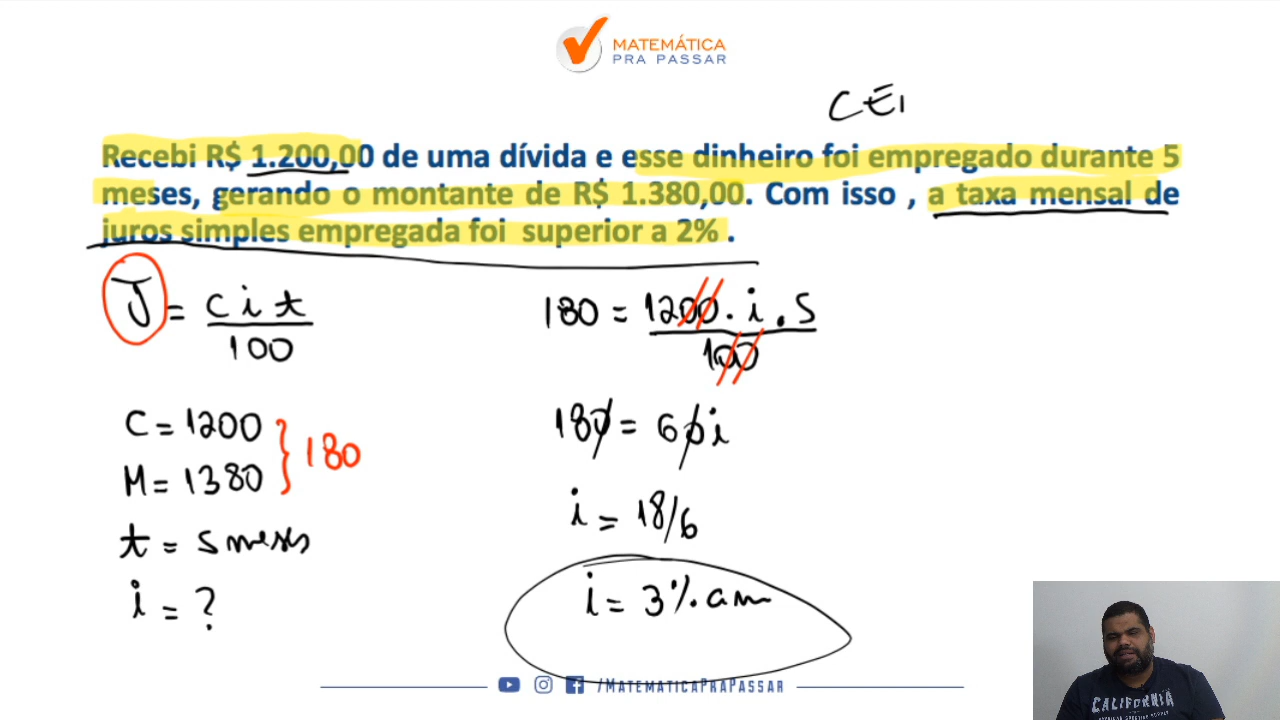 MATEMÁTICA
PRA PASSAR
CEI
Recebi R$ 1.200,00 de uma dívida e esse dinheiro foi empregado durante 5
meses, gerando o montante de R$ 1.380,00. Com isso , a taxa mensal de
juros simples empregada foi superior a 2% .
J = c i t
100
C = 1200
M = 1380
180
t = 5 meses
i = ?
180 = 1200 . i . 5
100
180 = 60i
i = 18/6
i = 3% am
/MATEMATICAPRAPASSAR
CALIFORNIA